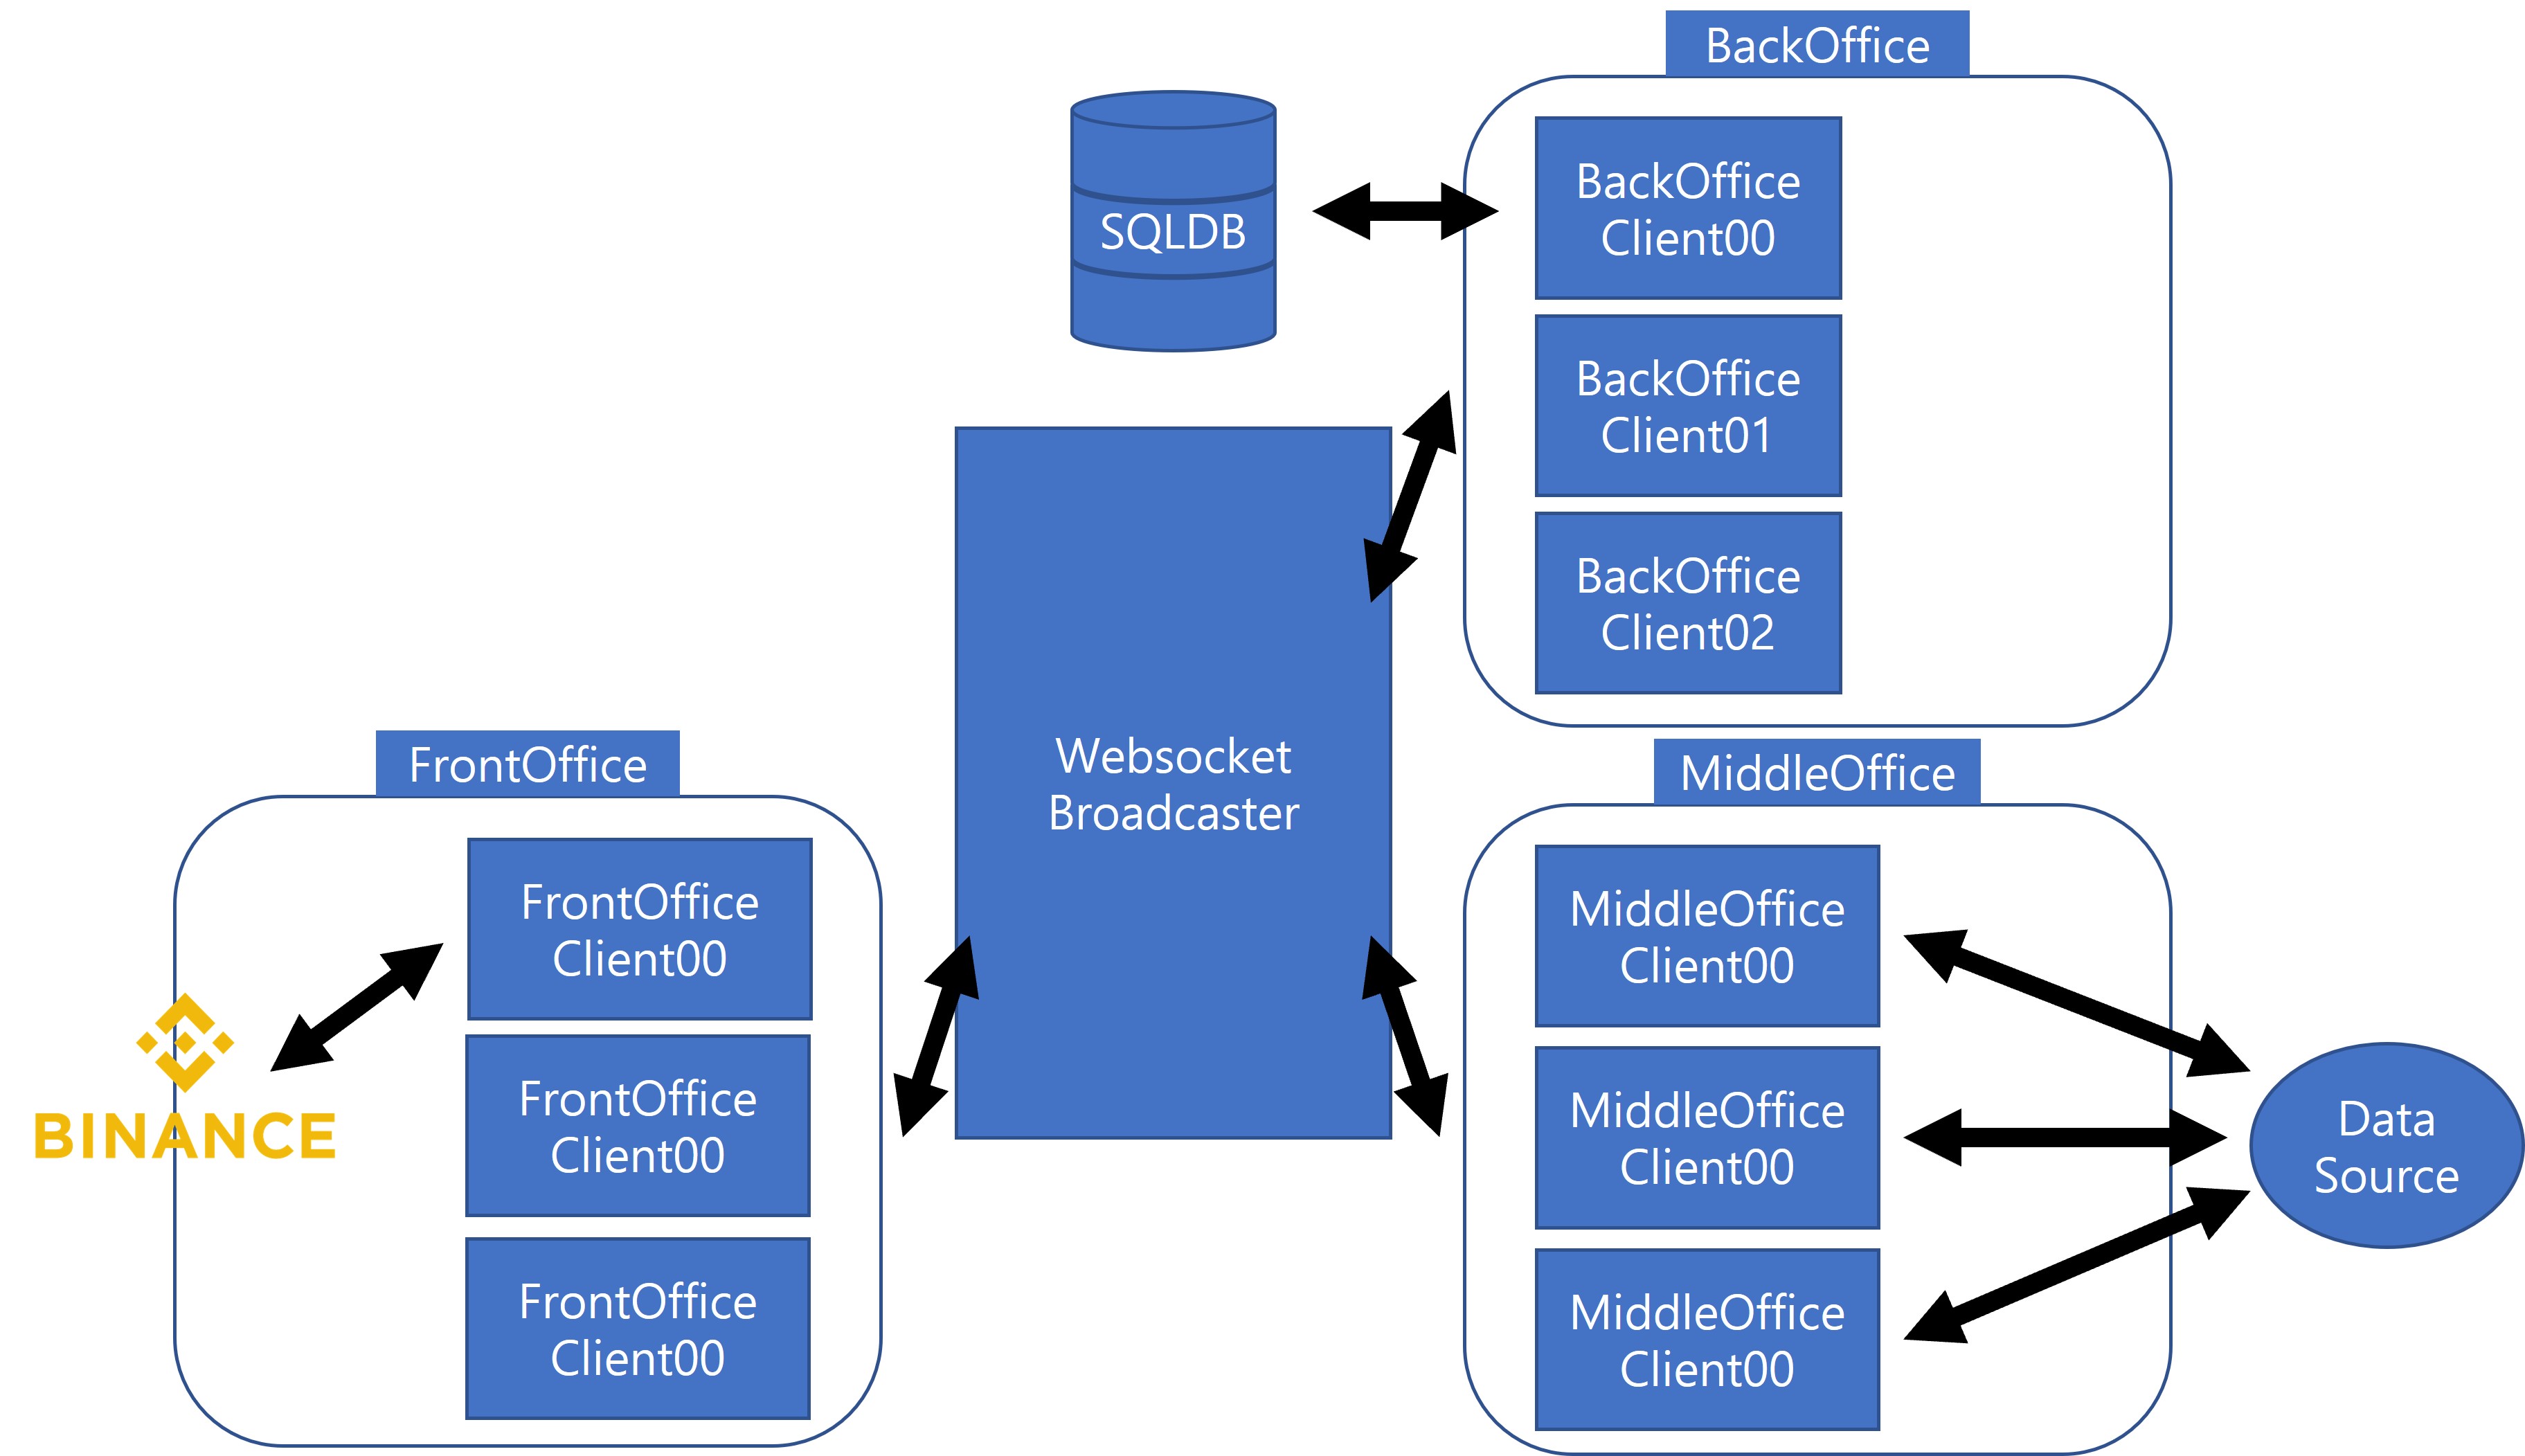 BackOffice
SQLDB
BackOffice
Client00
BackOffice
Client01
BackOffice
Client02
Websocket
Broadcaster
FrontOffice
FrontOffice
Client00
FrontOffice
Client00
FrontOffice
Client00
BINANCE
MiddleOffice
MiddleOffice
Client00
MiddleOffice
Client00
MiddleOffice
Client00
Data
Source